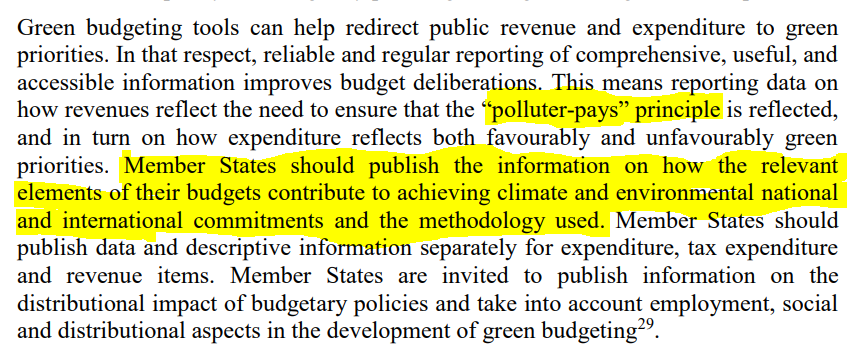 Green budgeting tools can help redirect public revenue and expenditure to green
priorities. In that respect, reliable and regular reporting of comprehensive, useful, and
accessible information improves budget deliberations. This means reporting data on
how revenues reflect the need to ensure that the “polluter-pays” principle is reflected,
and in turn on how expenditure reflects both favourably and unfavourably green
priorities. Member States should publish the information on how the relevant
elements of their budgets contribute to achieving climate and environmental national
and international commitments and the methodology used. Member States should
publish data and descriptive information separately for expenditure, tax expenditure
and revenue items. Member States are invited to publish information on the
distributional impact of budgetary policies and take into account employment, social
and distributional aspects in the development of green budgeting29.